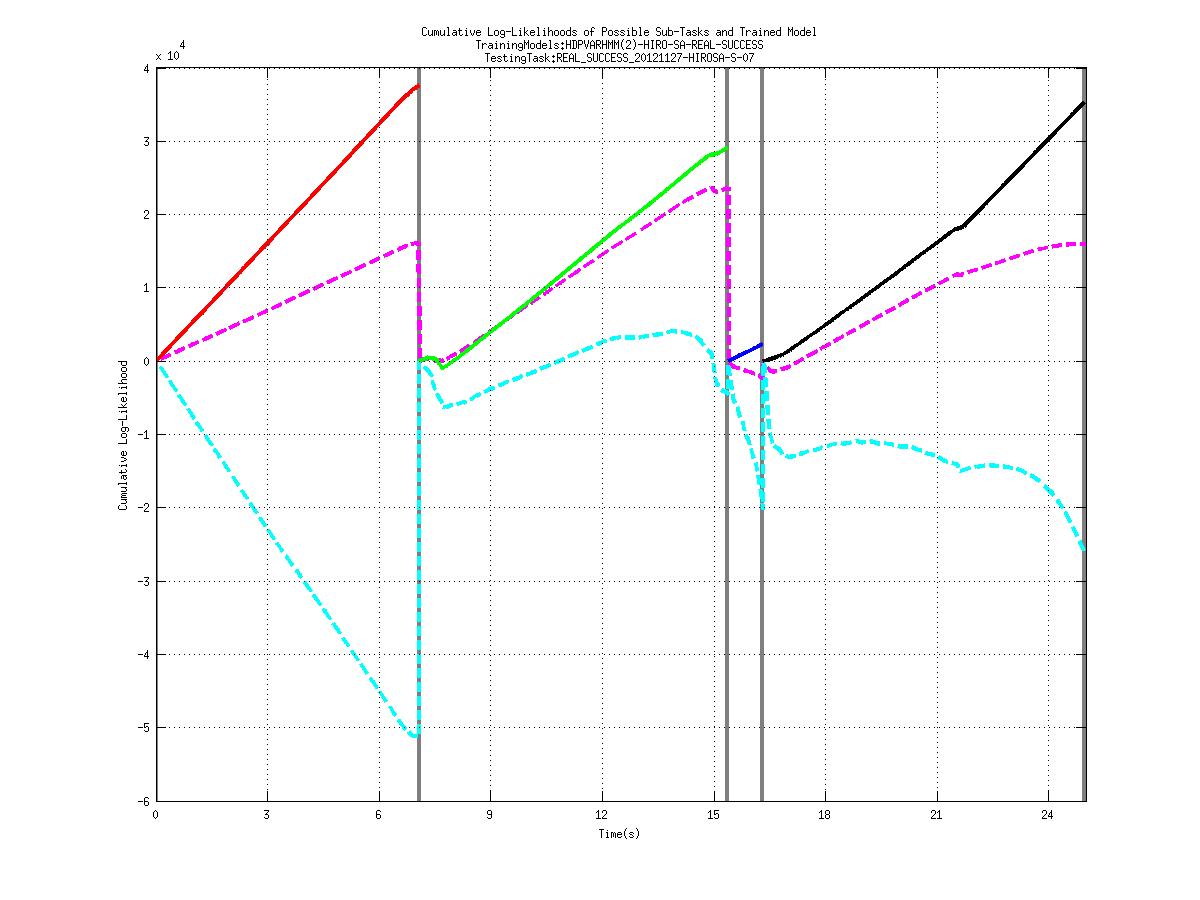 Cumulative Log-Likelihoods of Possible Sub-Tasks and Trained Model
TrainingModels:HDPVARHMM(2)-HIRO-SA-REAL-SUCCESS
TestingTask:REAL_SUCCESS_20121127-HIROSA-S-07
x 10^4
4
3
2
1
0
-1
-2
-3
-4
-5
-6
Cumulative Log-Likelihood
0 3 6 9 12 15 18 21 24
Time(s)